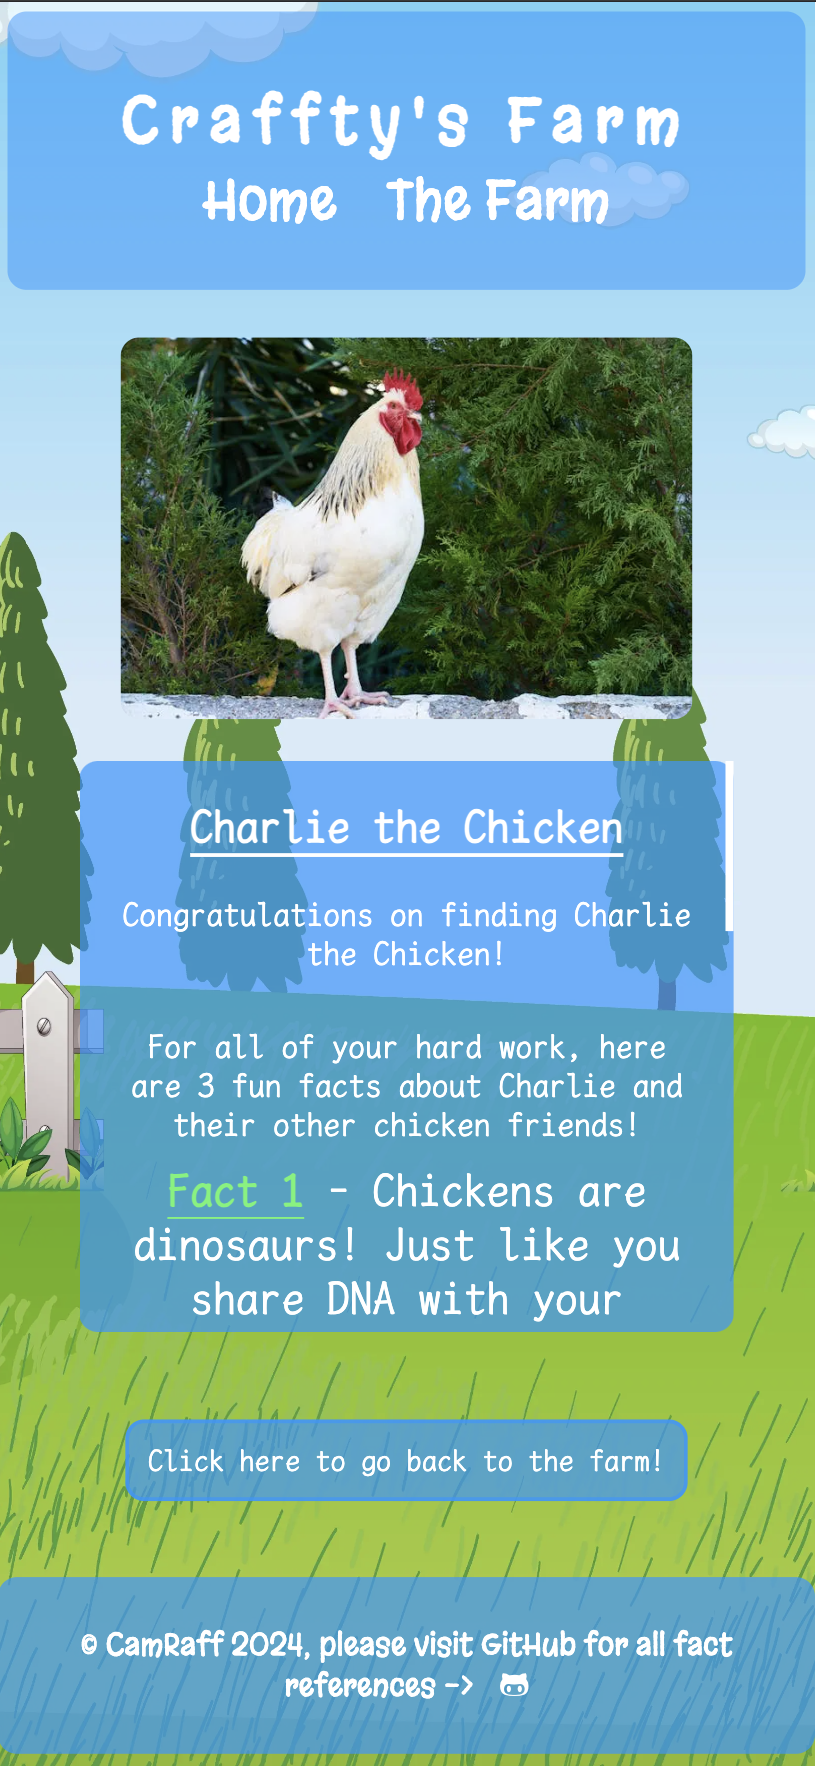 Craffty's Farm
Home The Farm
Charlie the Chicken
Congratulations on finding Charlie
the Chicken!
For all of your hard work, here
are 3 fun facts about Charlie and
their other chicken friends!
Fact 1 - Chickens are
dinosaurs! Just like you
share DNA with your
Click here to go back to the farm!
© CamRaff 2024, please visit GitHub for all fact
references ->